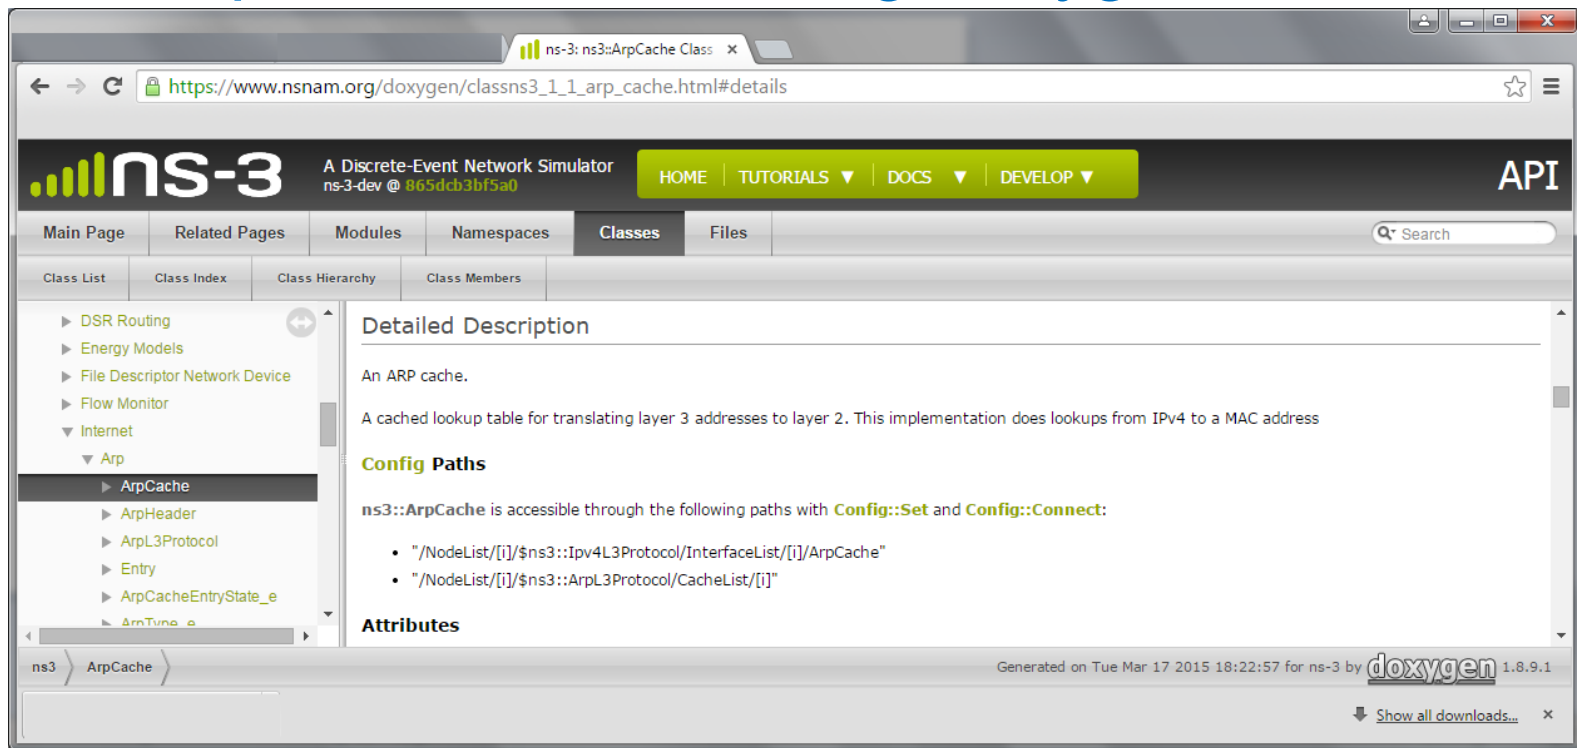 ns-3: ns3::ArpCache Class ×
https://www.nsnam.org/doxygen/classns3_1_1_arp_cache.html#details
ns-3 A Discrete-Event Network Simulator HOME TUTORIALS ▼ DOCS ▼ DEVELOP ▼ API
ns-3-dev @ 865dcb3bf5a0
Main Page Related Pages Modules Namespaces Classes Files Search
Class List Class Index Class Hierarchy Class Members
DSR Routing
Energy Models
File Descriptor Network Device
Flow Monitor
Internet
Arp
ArpCache
ArpHeader
ArpL3Protocol
Entry
ArpCacheEntryState_e
ArpType_e
Detailed Description
An ARP cache.
A cached lookup table for translating layer 3 addresses to layer 2. This implementation does lookups from IPv4 to a MAC address
Config Paths
ns3::ArpCache is accessible through the following paths with Config::Set and Config::Connect:
• "/NodeList/[i]/$ns3::Ipv4L3Protocol/InterfaceList/[i]/ArpCache"
• "/NodeList/[i]/$ns3::ArpL3Protocol/CacheList/[i]"
Attributes
ns3 ArpCache Generated on Tue Mar 17 2015 18:22:57 for ns-3 by doxygen 1.8.9.1
Show all downloads... ×